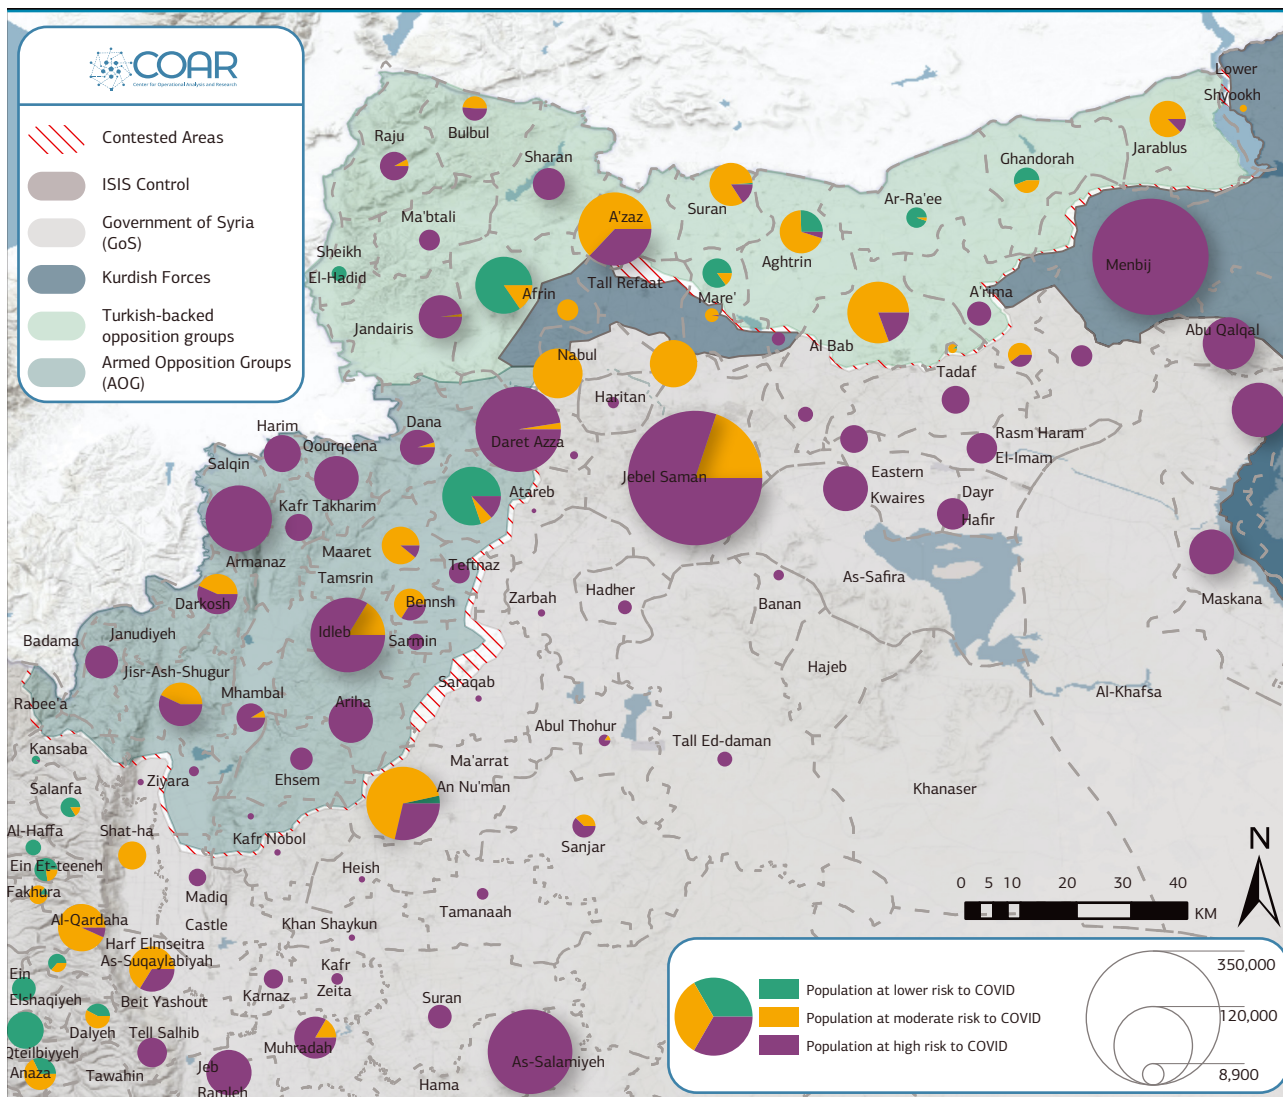 COAR
Center for Operational Analysis and Research
Contested Areas
ISIS Control
Government of Syria
(GoS)
Kurdish Forces
Turkish-backed
opposition groups
Armed Opposition Groups
(AOG)
Lower
Shyookh
Bulbul
Raju
Jarablus
Sharan
Ghandorah
Ar-Ra'ee
Suran
A'zaz
Ma'btali
Sheikh
El-Hadid
Aghtrin
Menbij
Tall Refaat
Afrin
Mare'
A'rima
Jandairis
Abu Qalqal
Al Bab
Nabul
Tadaf
Haritan
Dana
Harim
Qourqeena
Daret Azza
Rasm Haram
El-Imam
Salqin
Jebel Saman
Eastern
Kwaires
Atareb
Dayr
Hafir
Kafr Takharim
Maaret
Tamsrin
Armanaz
Teftnaz
As-Safira
Hadher
Zarbah
Banan
Maskana
Darkosh
Bennsh
Idleb
Sarmin
Badama
Janudiyeh
Hajeb
Jisr-Ash-Shugur
Saraqab
Mhambal
Ariha
Al-Khafsa
Rabee'a
Abul Thohur
Tall Ed-daman
Kansaba
Ma'arrat
An Nu'man
Ziyara
Ehsem
Khanaser
Salanfa
Al-Haffa
Shat-ha
Kafr Nobol
Sanjar
Ein Et-teeneh
Heish
Fakhura
Madiq
Castle
Tamanaah
Al-Qardaha
Khan Shaykun
Harf Elmseitra
As-Suqaylabiyah
Kafr
Zeita
Ein
Elshaqiyeh
Beit Yashout
Karnaz
Suran
Dalyeh
Tell Salhib
Muhradah
Qteilbiyyeh
As-Salamiyeh
Anaza
Tawahin
Jeb
Ramleh
Hama
N
0 5 10 20 30 40
KM
Population at lower risk to COVID
Population at moderate risk to COVID
Population at high risk to COVID
350,000
120,000
8,900